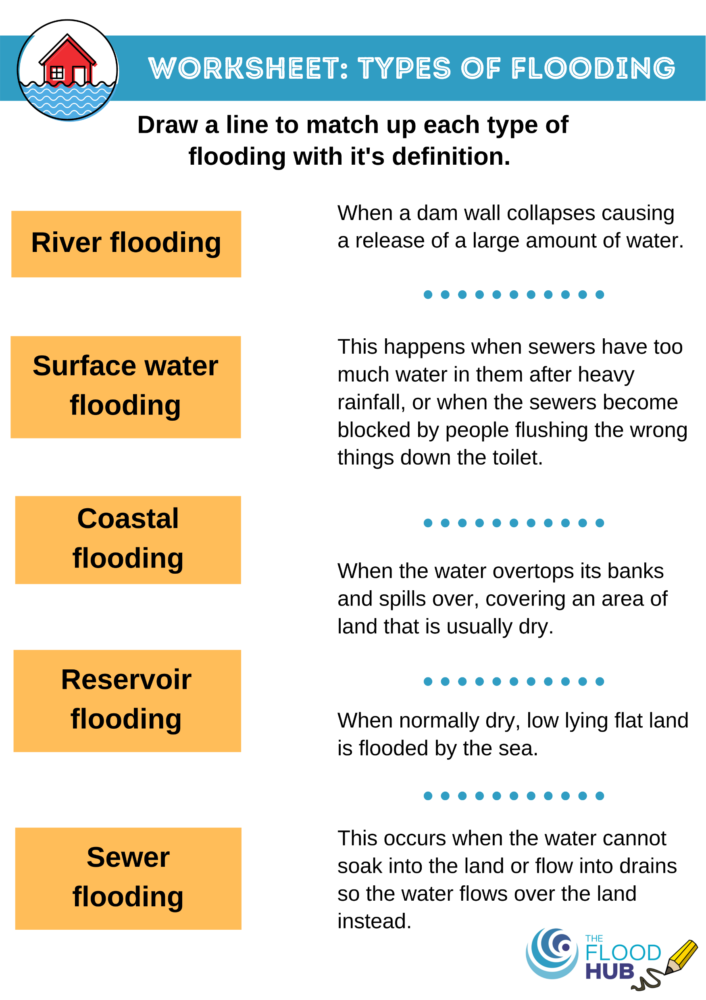 WORKSHEET: TYPES OF FLOODING
Draw a line to match up each type of
flooding with it's definition.
River flooding
When a dam wall collapses causing
a release of a large amount of water.
Surface water
flooding
This happens when sewers have too
much water in them after heavy
rainfall, or when the sewers become
blocked by people flushing the wrong
things down the toilet.
Coastal
flooding
When the water overtops its banks
and spills over, covering an area of
land that is usually dry.
Reservoir
flooding
When normally dry, low lying flat land
is flooded by the sea.
Sewer
flooding
This occurs when the water cannot
soak into the land or flow into drains
so the water flows over the land
instead.
THE
FLOOD
HUB